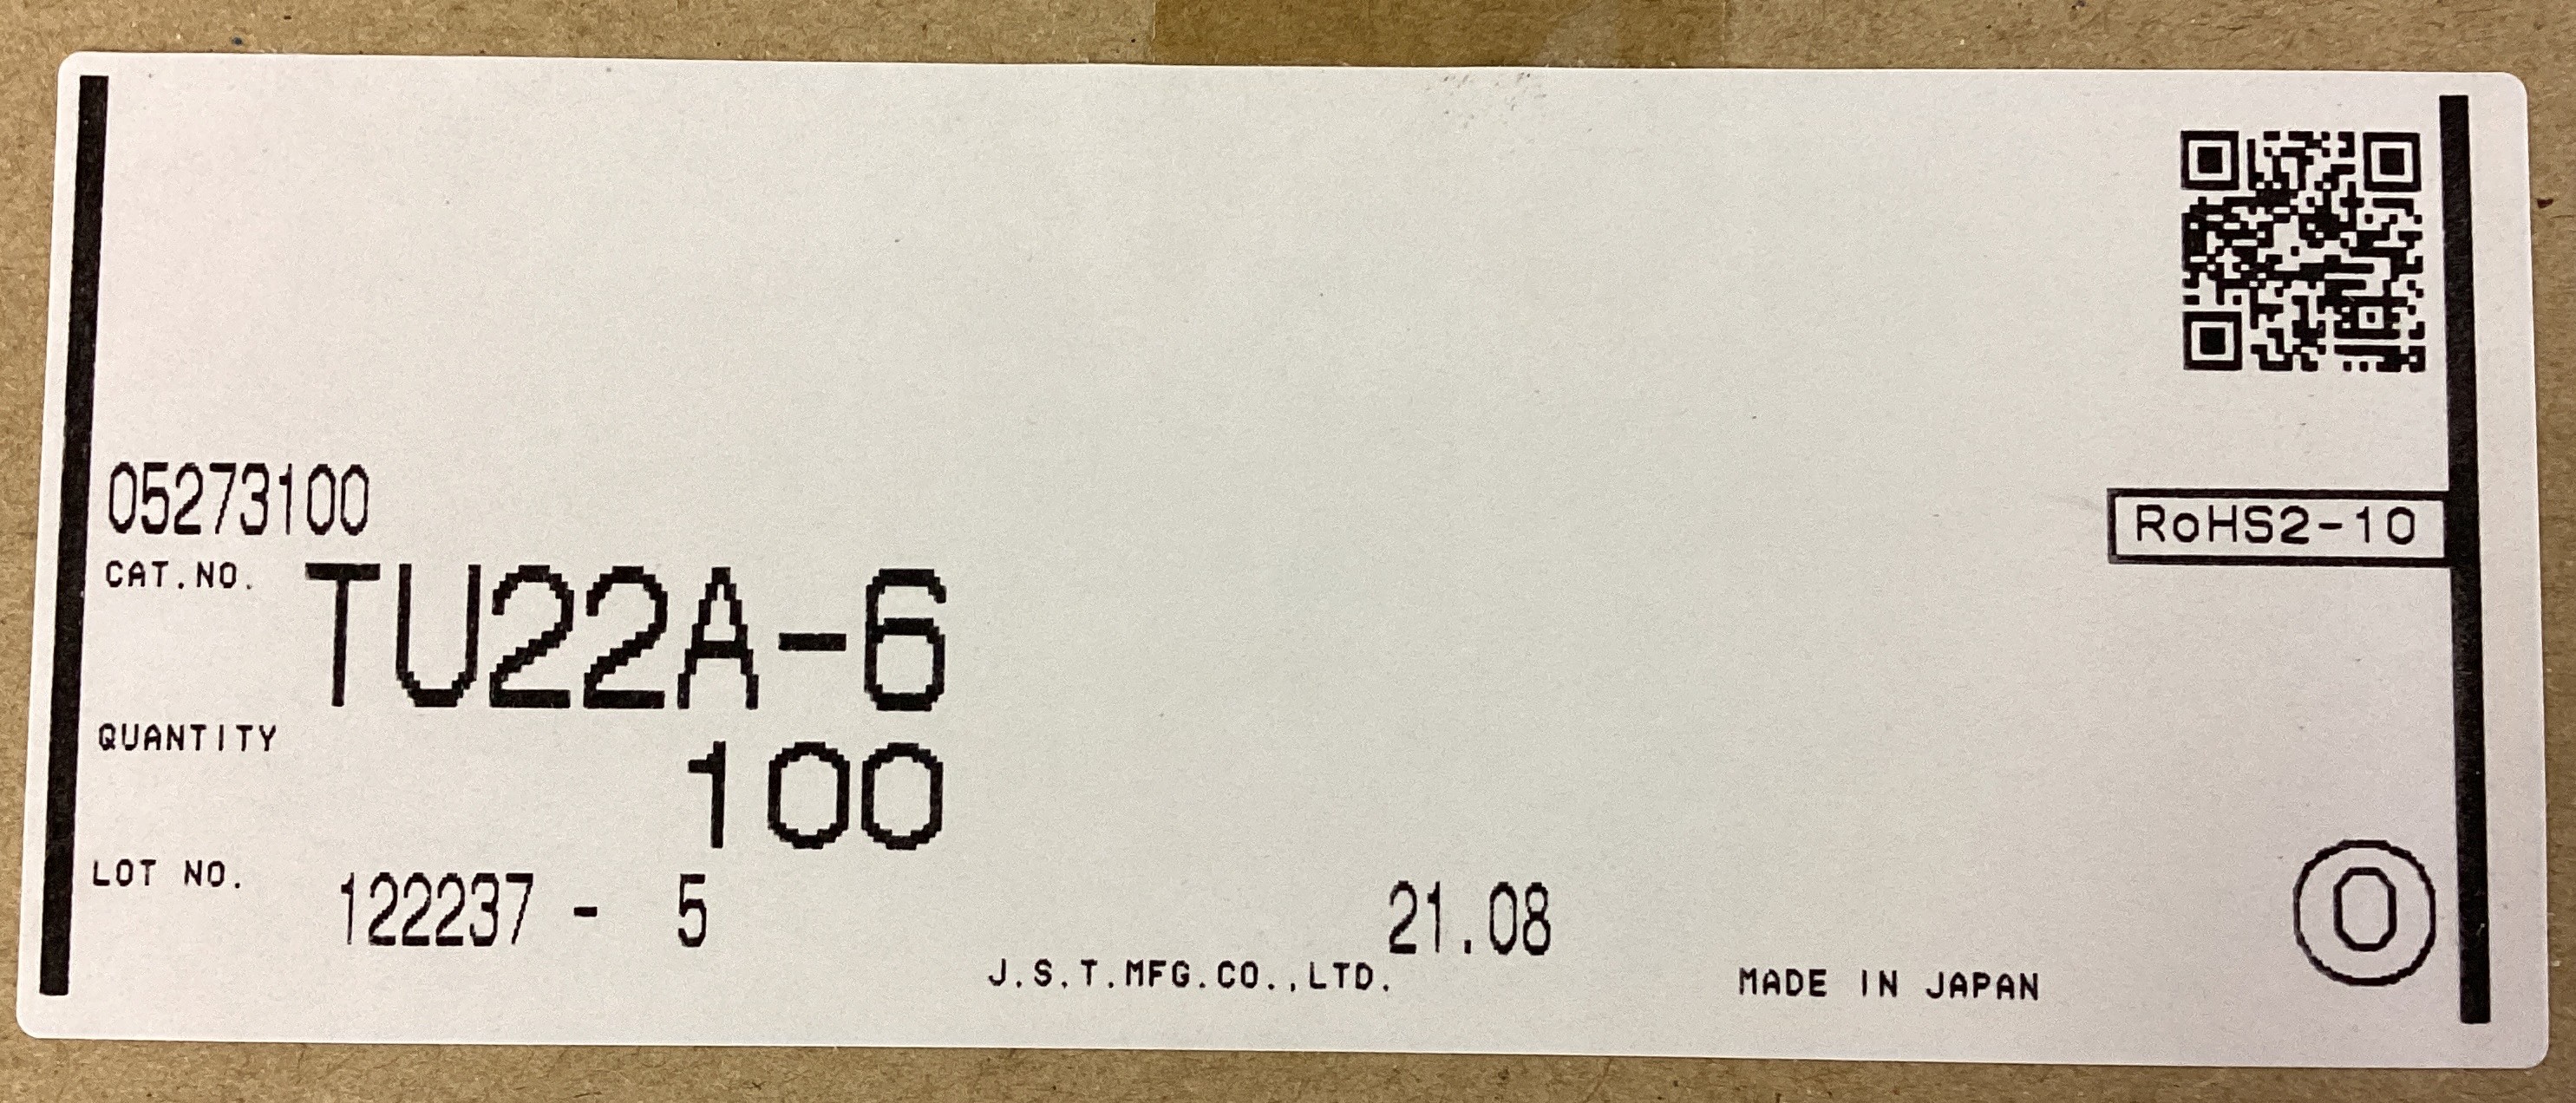 05273100
RoHS2-10
CAT.NO. TU22A-6
QUANTITY 100
LOT NO. 122237 - 5 21.08
J.S.T.MFG.CO.,LTD. MADE IN JAPAN
O